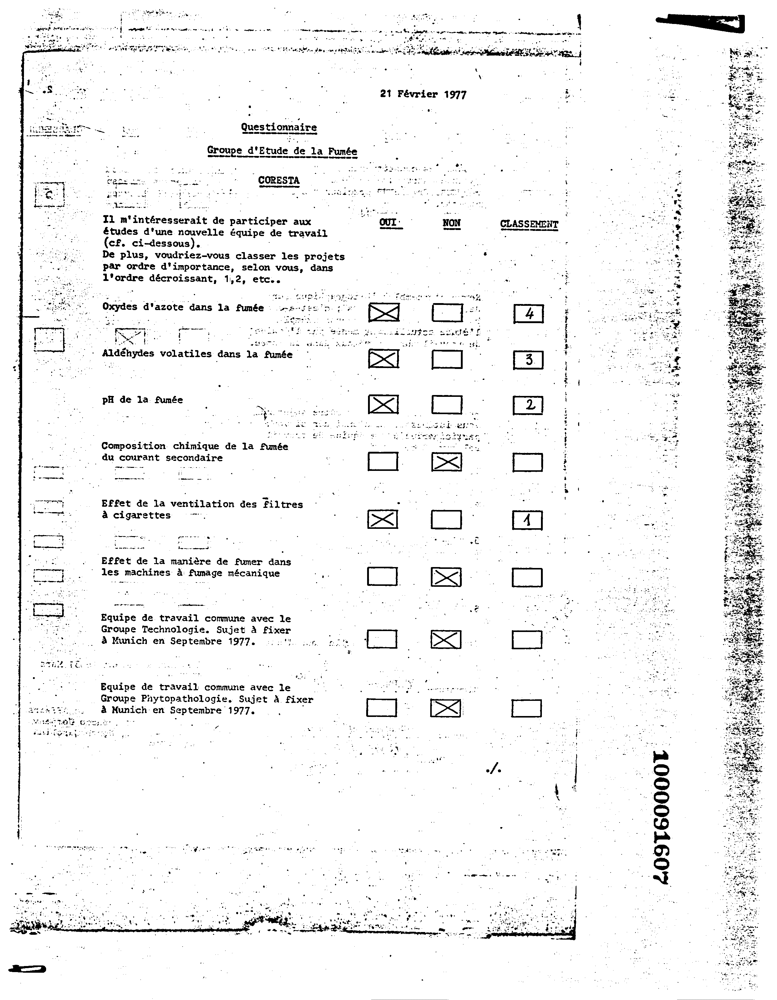 21 Février 1977
Questionnaire
Groupe d'Etude de la Fumée
CORESTA
Il m'intéresserait de participer aux
études d'une nouvelle équipe de travail
(cf. ci-dessous).
De plus, voudriez-vous classer les projets
par ordre d'importance, selon vous, dans
l'ordre décroissant, 1,2, etc..
OUI NON CLASSEMENT
Oxydes d'azote dans la fumée 4
Aldéhydes volatiles dans la fumée 3
pH de la fumée 2
Composition chimique de la fumée
du courant secondaire
Effet de la ventilation des filtres
à cigarettes 1
Effet de la manière de fumer dans
les machines à fumage mécanique
Equipe de travail commune avec le
Groupe Technologie. Sujet à fixer
à Munich en Septembre 1977.
Equipe de travail commune avec le
Groupe Phytopathologie. Sujet à fixer
à Munich en Septembre 1977.
./.
1000091607